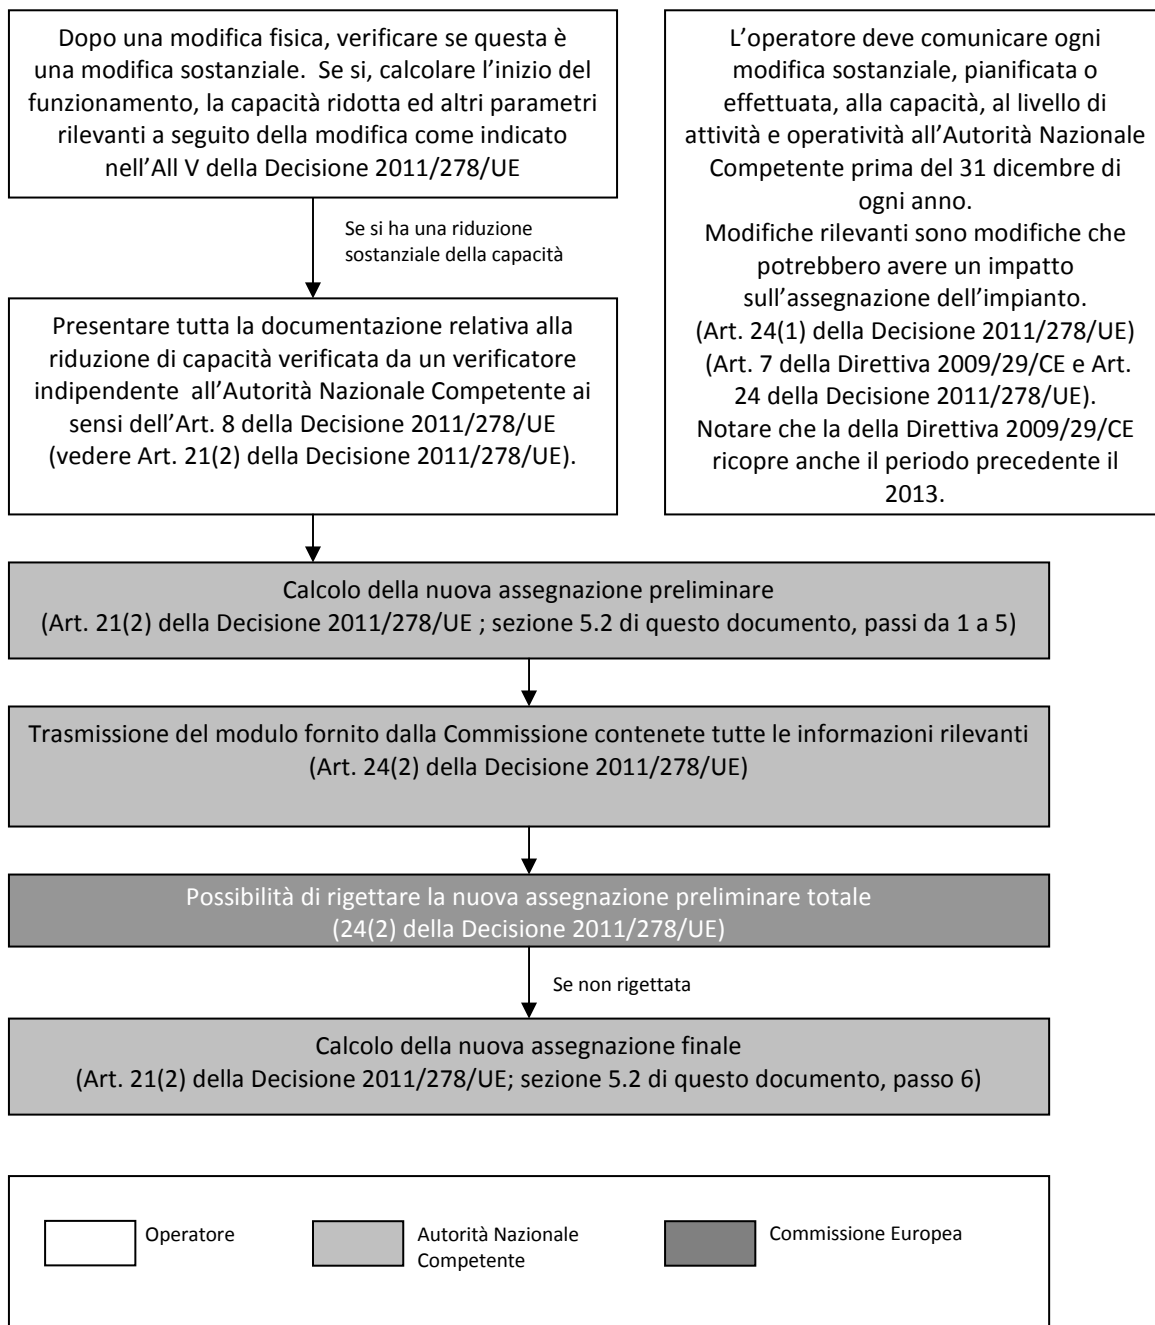 Dopo una modifica fisica, verificare se questa è
una modifica sostanziale. Se si, calcolare l’inizio del
funzionamento, la capacità ridotta ed altri parametri
rilevanti a seguito della modifica come indicato
nell’All V della Decisione 2011/278/UE
L’operatore deve comunicare ogni
modifica sostanziale, pianificata o
effettuata, alla capacità, al livello di
attività e operatività all’Autorità Nazionale
Competente prima del 31 dicembre di
ogni anno.
Modifiche rilevanti sono modifiche che
potrebbero avere un impatto
sull’assegnazione dell’impianto.
(Art. 24(1) della Decisione 2011/278/UE)
(Art. 7 della Direttiva 2009/29/CE e Art.
24 della Decisione 2011/278/UE).
Notare che la della Direttiva 2009/29/CE
ricopre anche il periodo precedente il
2013.
Se si ha una riduzione
sostanziale della capacità
Presentare tutta la documentazione relativa alla
riduzione di capacità verificata da un verificatore
indipendente all’Autorità Nazionale Competente ai
sensi dell’Art. 8 della Decisione 2011/278/UE
(vedere Art. 21(2) della Decisione 2011/278/UE).
Calcolo della nuova assegnazione preliminare
(Art. 21(2) della Decisione 2011/278/UE ; sezione 5.2 di questo documento, passi da 1 a 5)
Trasmissione del modulo fornito dalla Commissione contenete tutte le informazioni rilevanti
(Art. 24(2) della Decisione 2011/278/UE)
Possibilità di rigettare la nuova assegnazione preliminare totale
(24(2) della Decisione 2011/278/UE)
Se non rigettata
Calcolo della nuova assegnazione finale
(Art. 21(2) della Decisione 2011/278/UE; sezione 5.2 di questo documento, passo 6)
Operatore
Autorità Nazionale
Competente
Commissione Europea